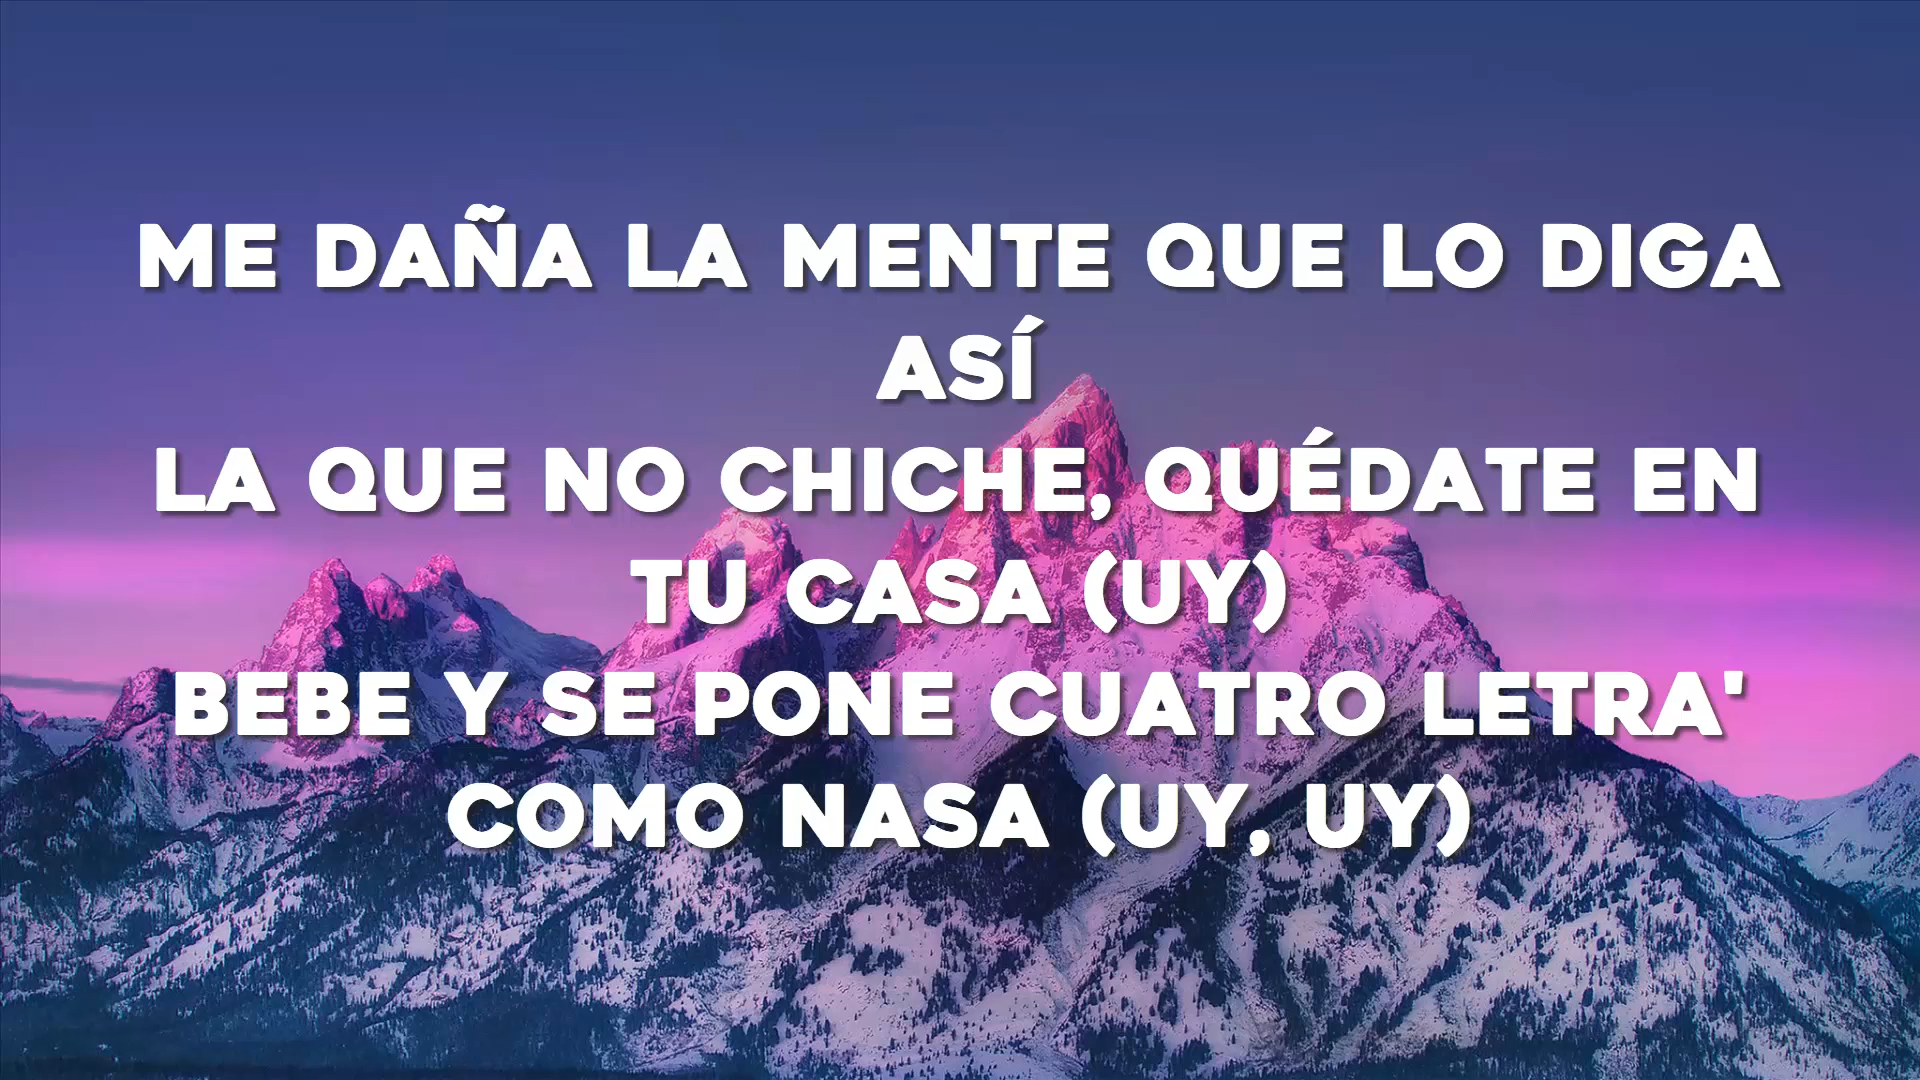 ME DAÑA LA MENTE QUE LO DIGA
ASÍ
LA QUE NO CHICHE, QUÉDATE EN
TU CASA (UY)
BEBE Y SE PONE CUATRO LETRA'
COMO NASA (UY, UY)